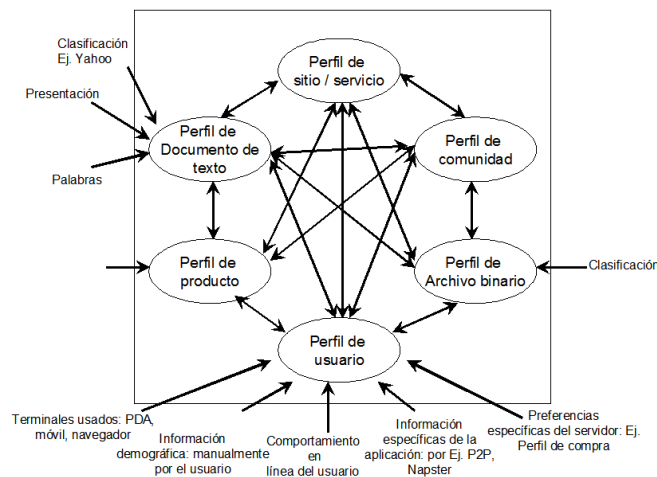 Clasificación
Ej. Yahoo
Presentación
Palabras
Perfil de
sitio / servicio
Perfil de
Documento de
texto
Perfil de
comunidad
Perfil de
producto
Perfil de
Archivo binario
Clasificación
Perfil de
usuario
Terminales usados: PDA,
móvil, navegador
Información
demográfica: manualmente
por el usuario
Comportamiento
en
línea del usuario
Información
específicas de la
aplicación: por Ej. P2P,
Napster
Preferencias
específicas del servidor: Ej.
Perfil de compra